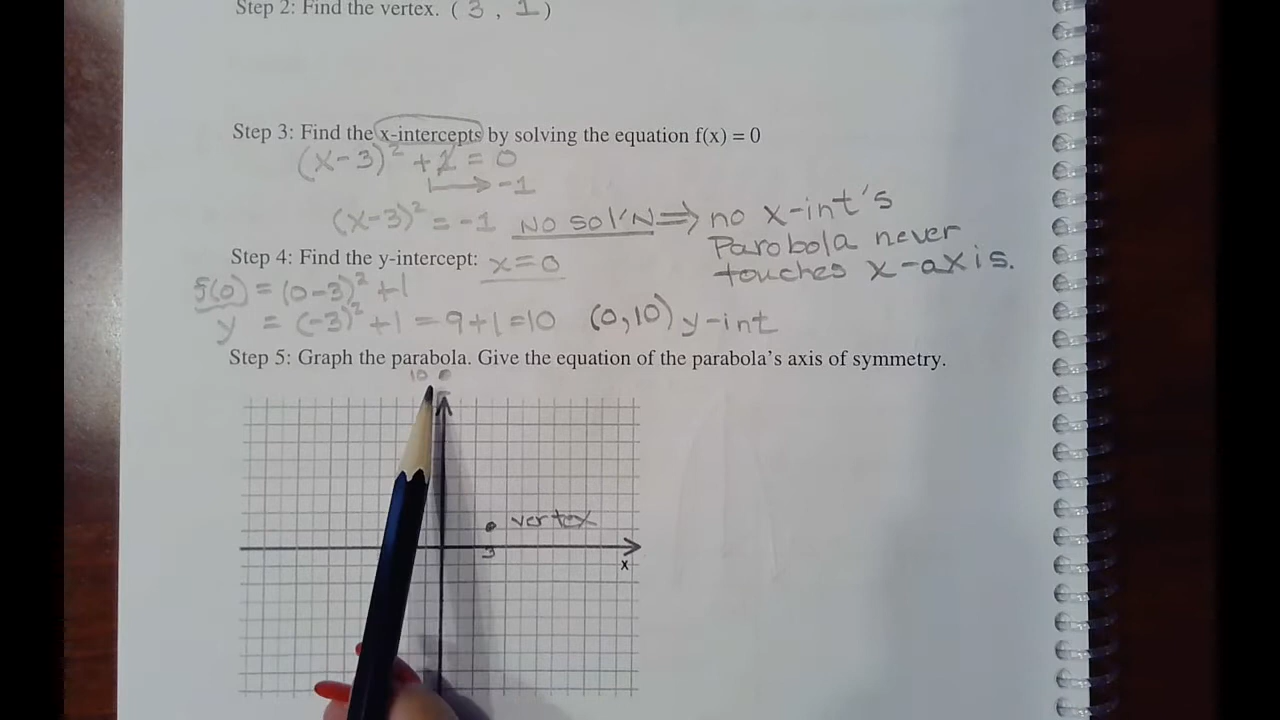 Step 2: Find the vertex. ( 3 , 1 )
Step 3: Find the x-intercepts by solving the equation f(x) = 0
(x-3)² + 1 = 0
1 → -1
(x-3)² = -1 NO SOL'N ⇒ no x-int's
Parobola never
touches x-axis.
Step 4: Find the y-intercept: x=0
f(0) = (0-3)² + 1
y = (-3)² + 1 = 9+1 = 10 (0,10) y-int
Step 5: Graph the parabola. Give the equation of the parabola's axis of symmetry.
10
vertex
3
x